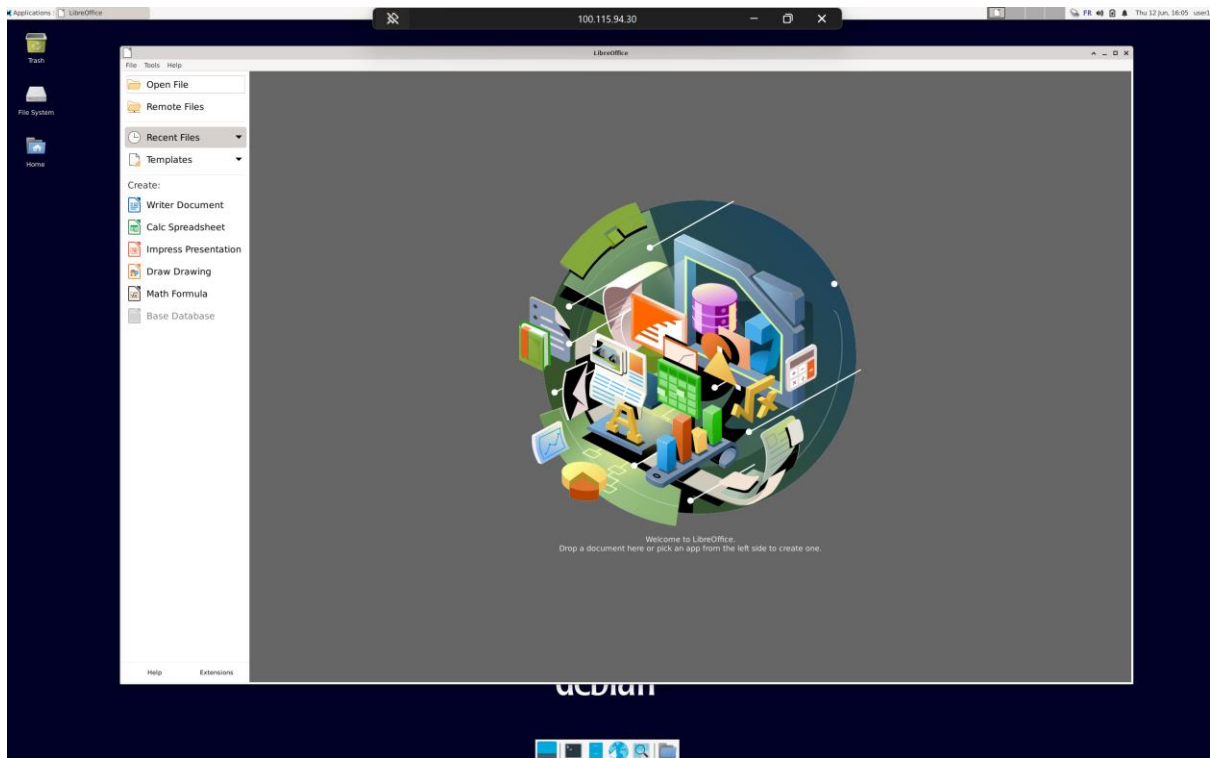 Applications : LibreOffice
100.115.94.30
FR Thu 12 Jun, 16:05 user1
Trash
File System
Home
LibreOffice
File Tools Help
Open File
Remote Files
Recent Files
Templates
Create:
Writer Document
Calc Spreadsheet
Impress Presentation
Draw Drawing
Math Formula
Base Database
Welcome to LibreOffice.
Drop a document here or pick an app from the left side to create one.
Help Extensions
debian